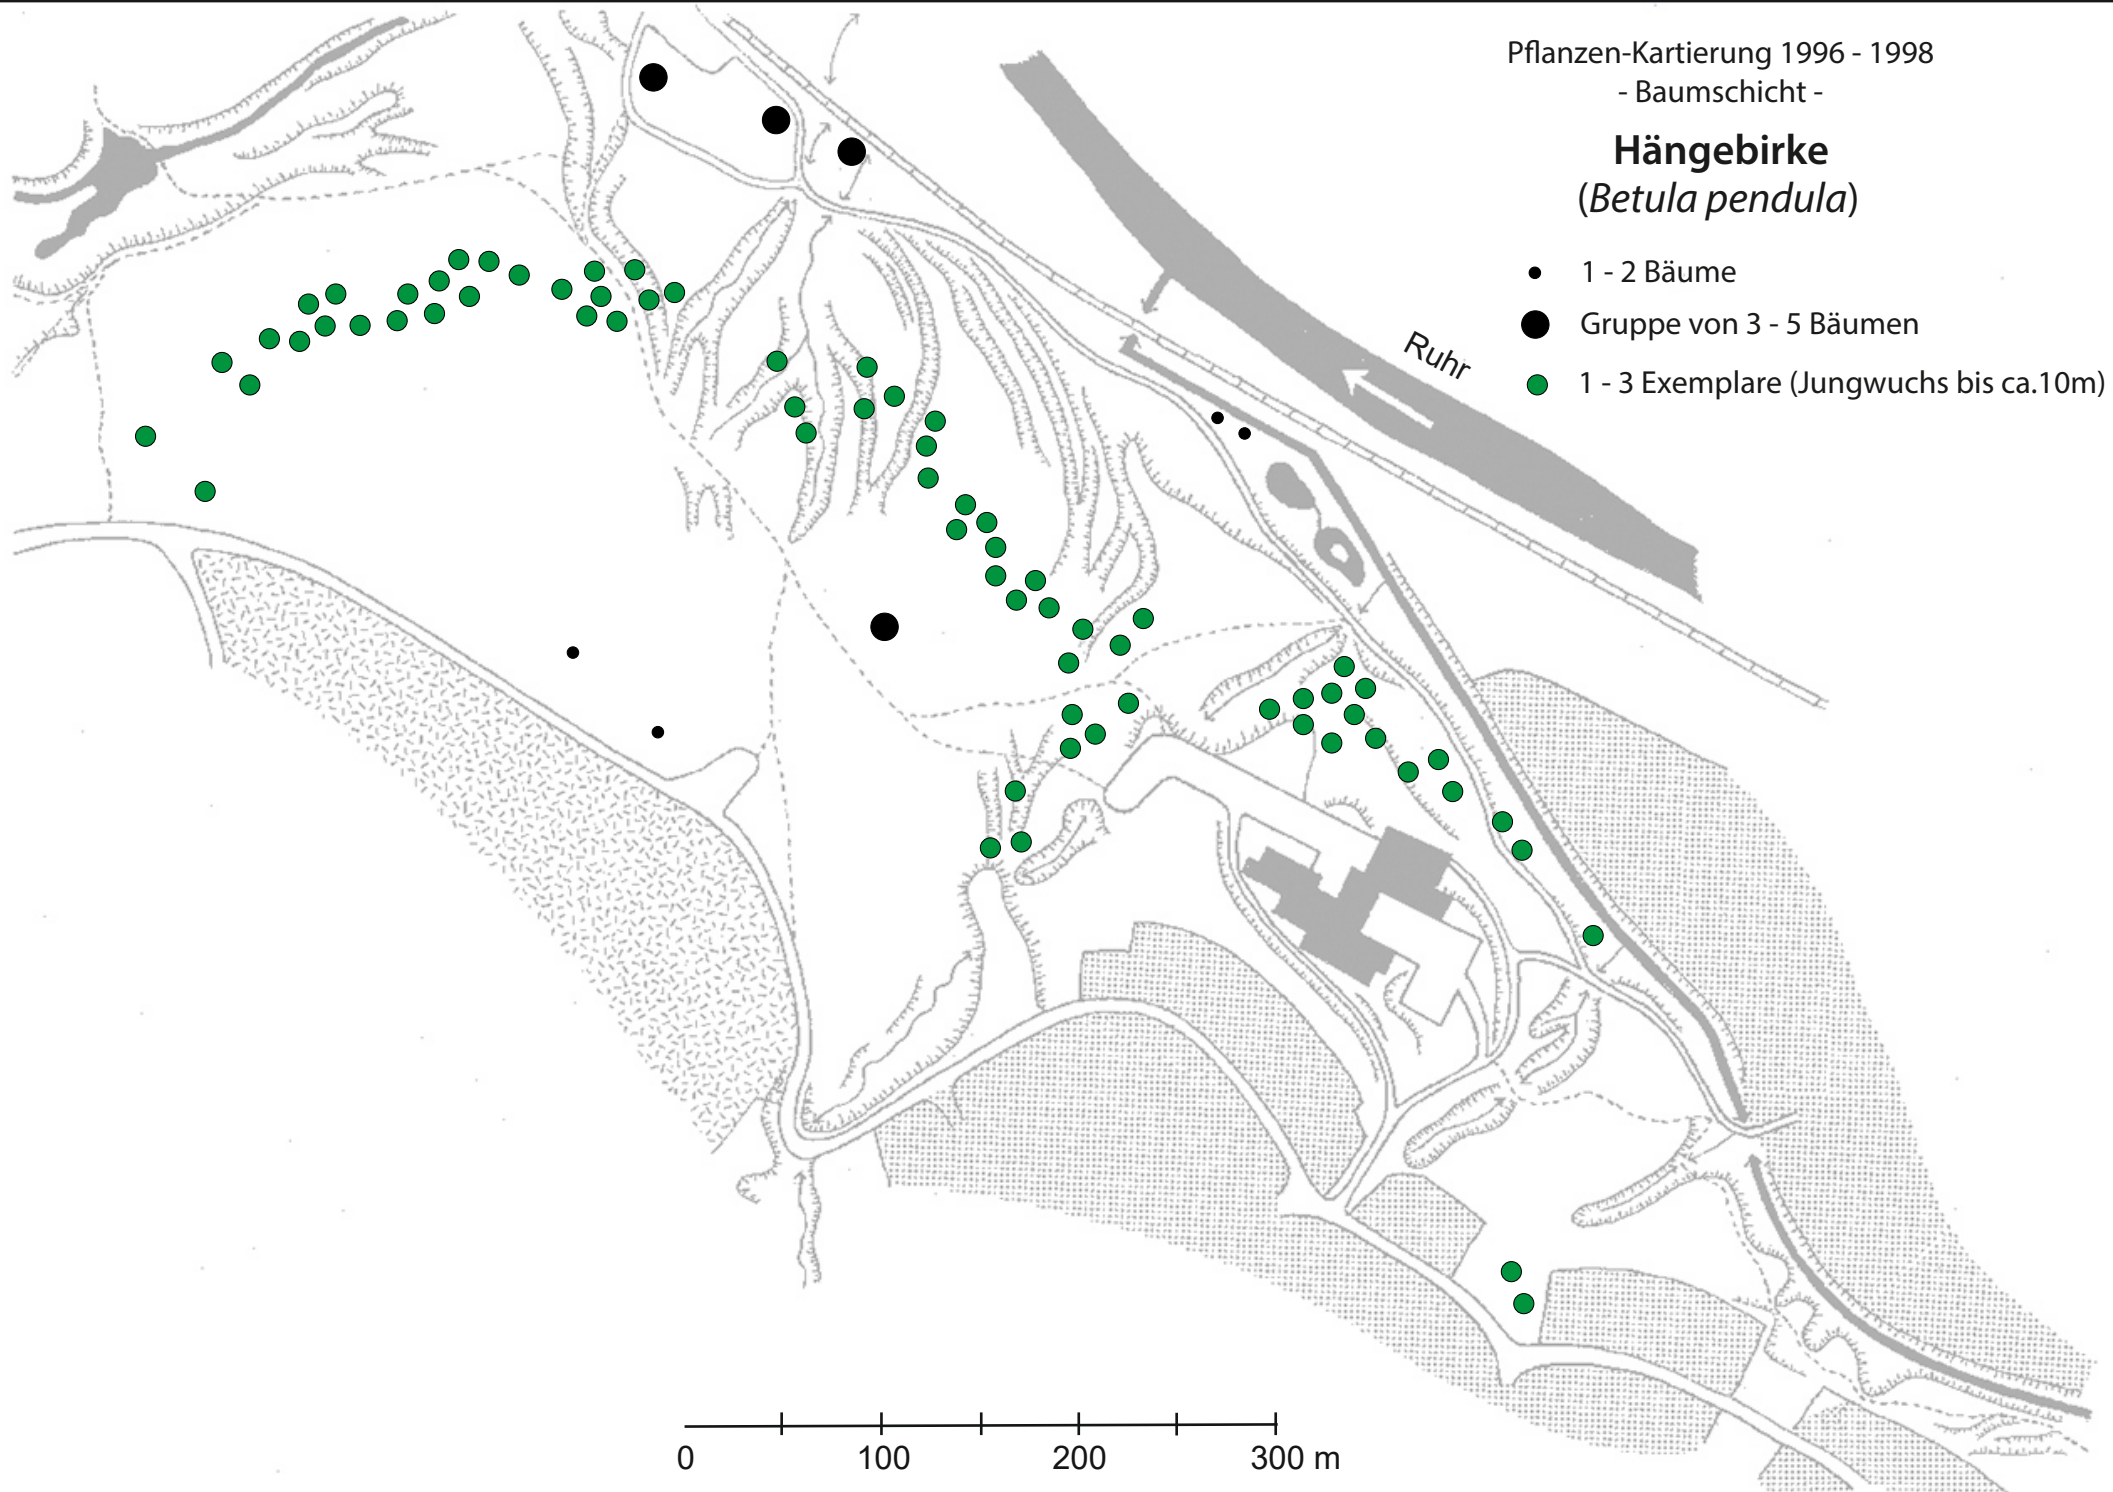 Pflanzen-Kartierung 1996 - 1998
- Baumschicht -
Hängebirke
(Betula pendula)
1 - 2 Bäume
Gruppe von 3 - 5 Bäumen
1 - 3 Exemplare (Jungwuchs bis ca.10m)
Ruhr
0 100 200 300 m